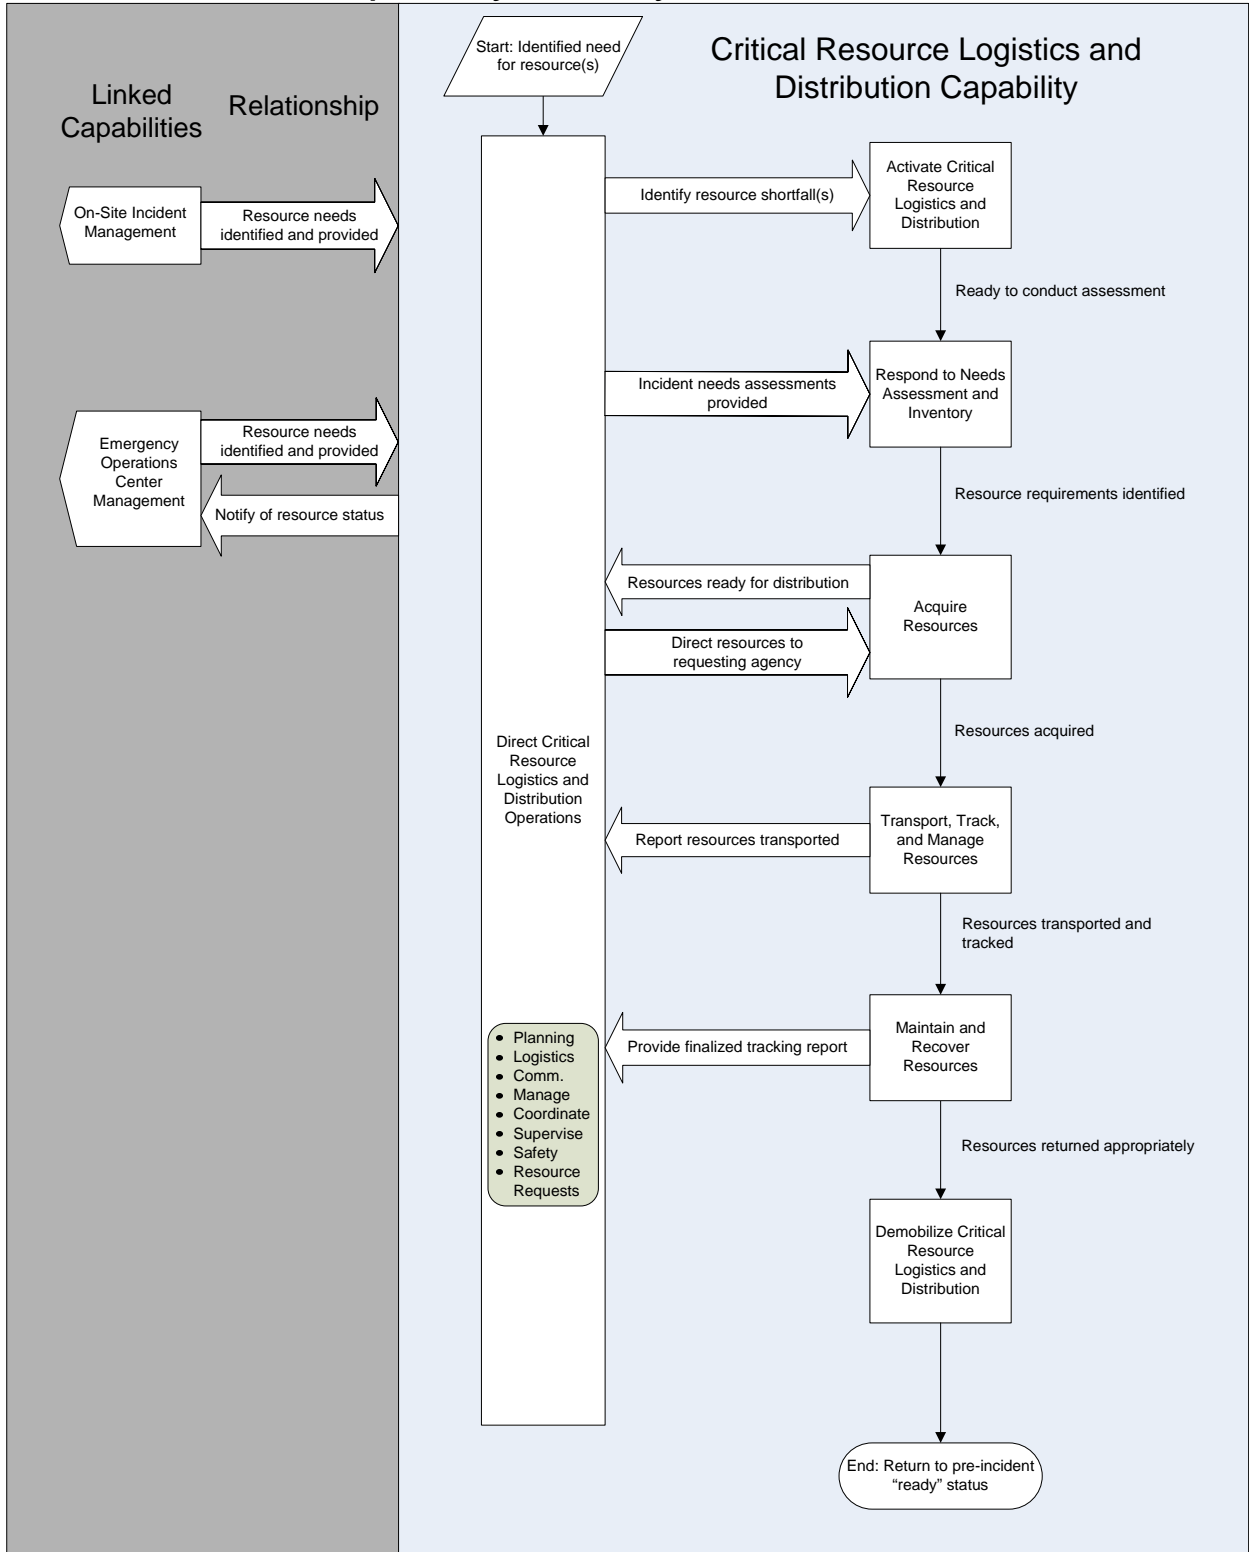 Start: Identified need
for resource(s)
Critical Resource Logistics and
Distribution Capability
Linked
Capabilities
Relationship
On-Site Incident
Management
Resource needs
identified and provided
Identify resource shortfall(s)
Activate Critical
Resource
Logistics and
Distribution
Ready to conduct assessment
Incident needs assessments
provided
Respond to Needs
Assessment and
Inventory
Emergency
Operations
Center
Management
Resource needs
identified and provided
Notify of resource status
Resource requirements identified
Resources ready for distribution
Direct resources to
requesting agency
Acquire
Resources
Resources acquired
Direct Critical
Resource
Logistics and
Distribution
Operations
Report resources transported
Transport, Track,
and Manage
Resources
Resources transported and
tracked
• Planning
• Logistics
• Comm.
• Manage
• Coordinate
• Supervise
• Safety
• Resource
Requests
Provide finalized tracking report
Maintain and
Recover
Resources
Resources returned appropriately
Demobilize Critical
Resource
Logistics and
Distribution
End: Return to pre-incident
“ready” status